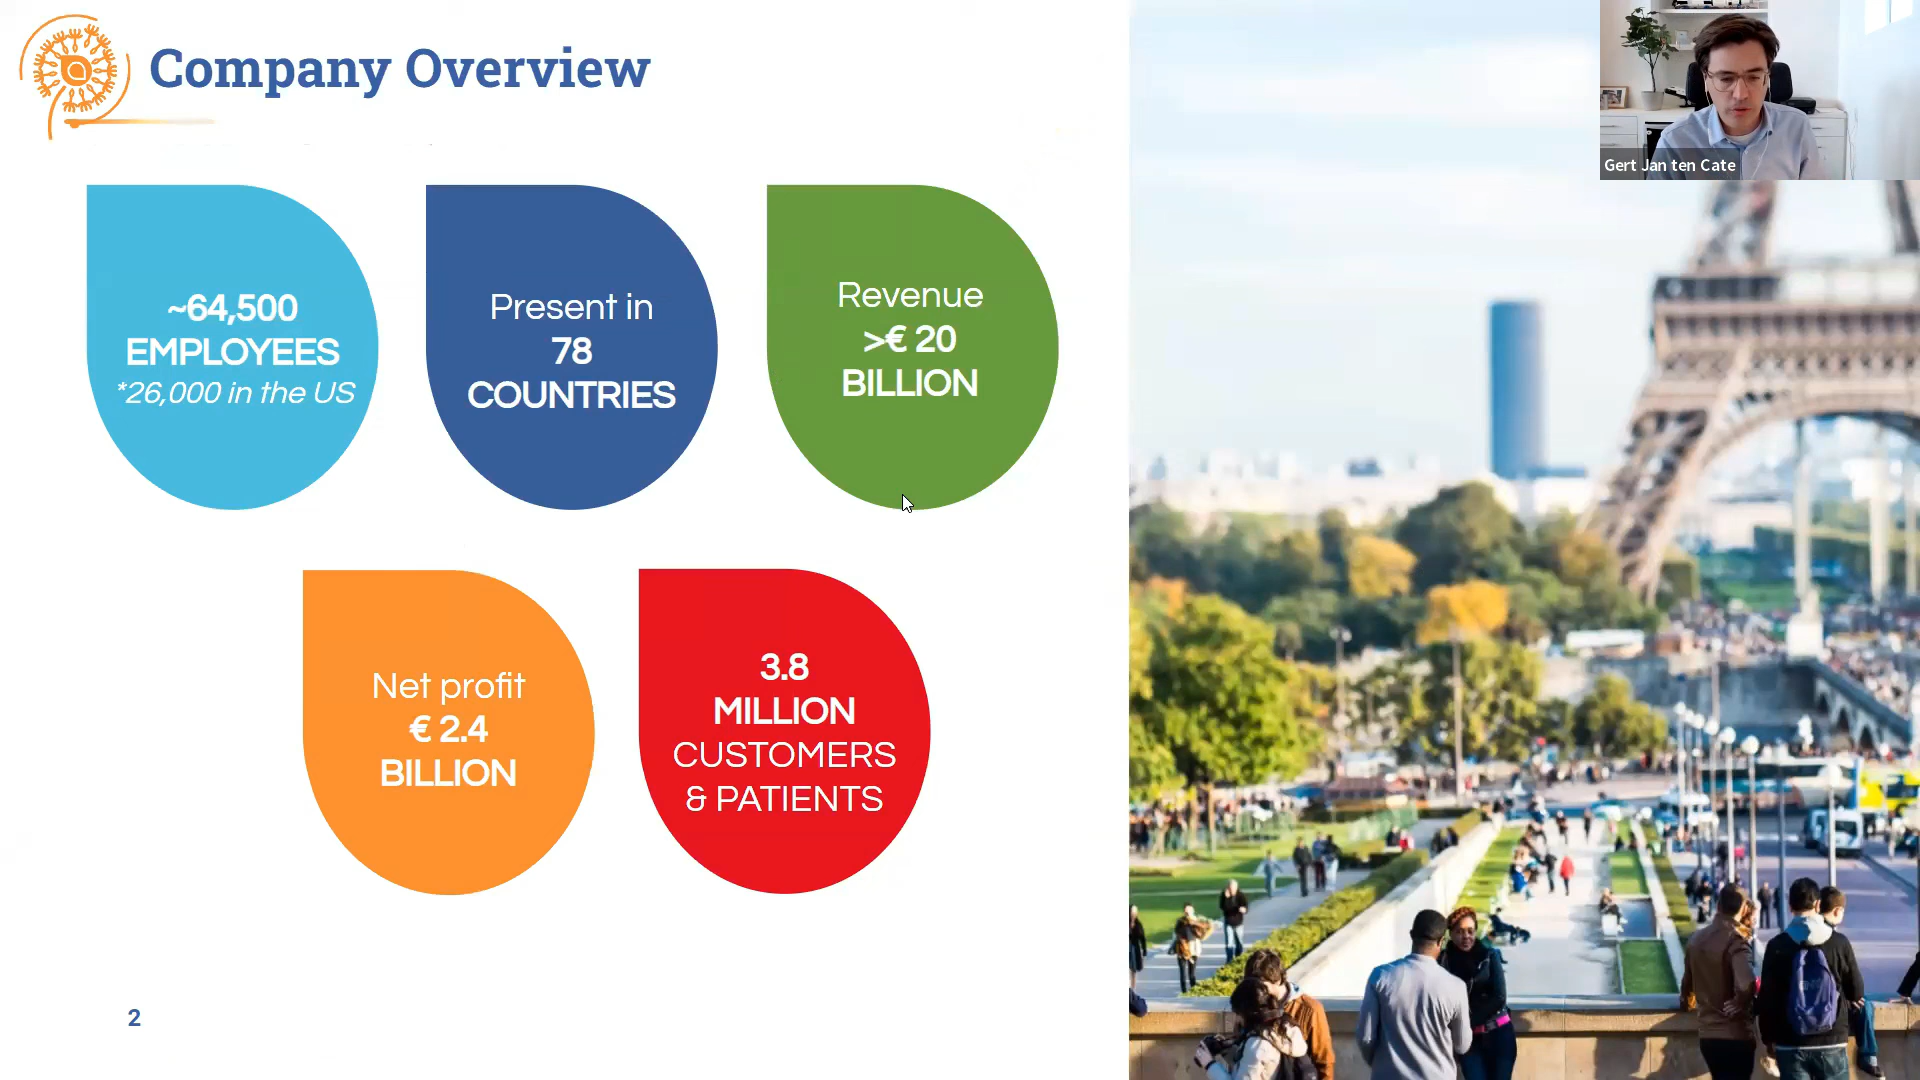 Company Overview
Gert Jan ten Cate
~64,500
EMPLOYEES
*26,000 in the US
Present in
78
COUNTRIES
Revenue
>€ 20
BILLION
Net profit
€ 2.4
BILLION
3.8
MILLION
CUSTOMERS
& PATIENTS
2